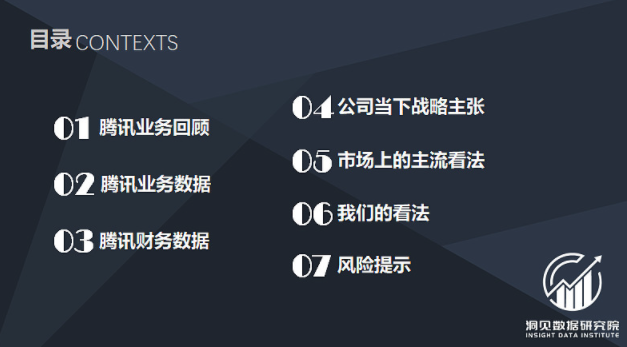 目录 CONTEXTS
01 腾讯业务回顾
02 腾讯业务数据
03 腾讯财务数据
04 公司当下战略主张
05 市场上的主流看法
06 我们的看法
07 风险提示
洞见数据研究院
INSIGHT DATA INSTITUTE